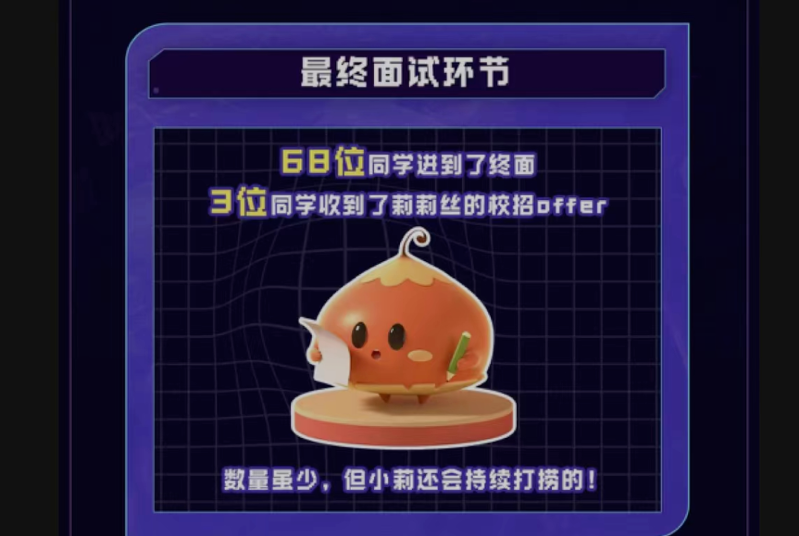 最终面试环节
68位同学进到了终面
3位同学收到了莉莉丝的校招offer
数量虽少，但小莉还会持续打捞的！